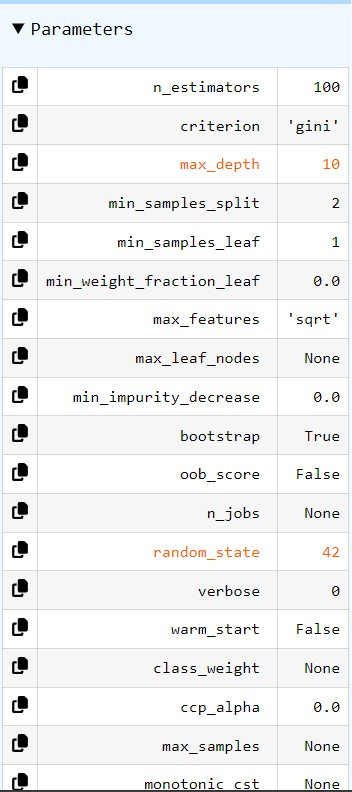 ▼ Parameters
n_estimators 100
criterion 'gini'
max_depth 10
min_samples_split 2
min_samples_leaf 1
min_weight_fraction_leaf 0.0
max_features 'sqrt'
max_leaf_nodes None
min_impurity_decrease 0.0
bootstrap True
oob_score False
n_jobs None
random_state 42
verbose 0
warm_start False
class_weight None
ccp_alpha 0.0
max_samples None
monotonic_cst None